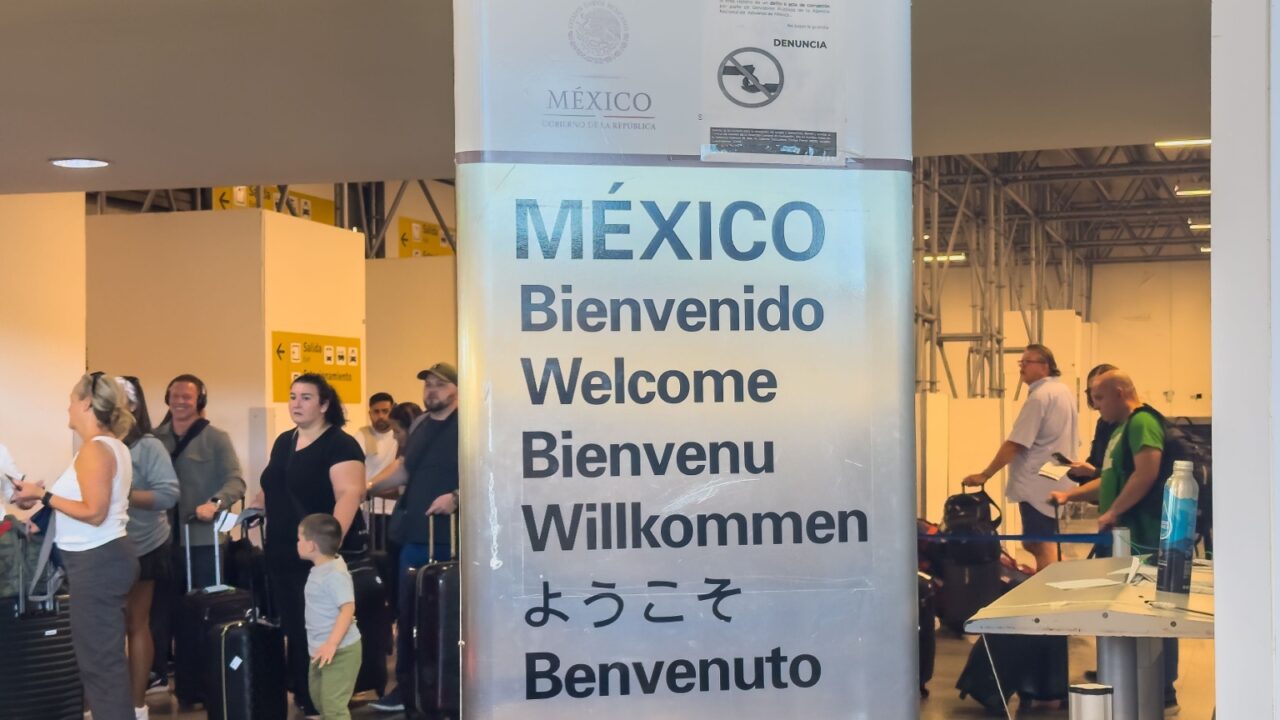 DENUNCIA
MÉXICO
GOBIERNO DE LA REPÚBLICA
MÉXICO
Bienvenido
Welcome
Bienvenu
Willkommen
ようこそ
Benvenuto
Salida